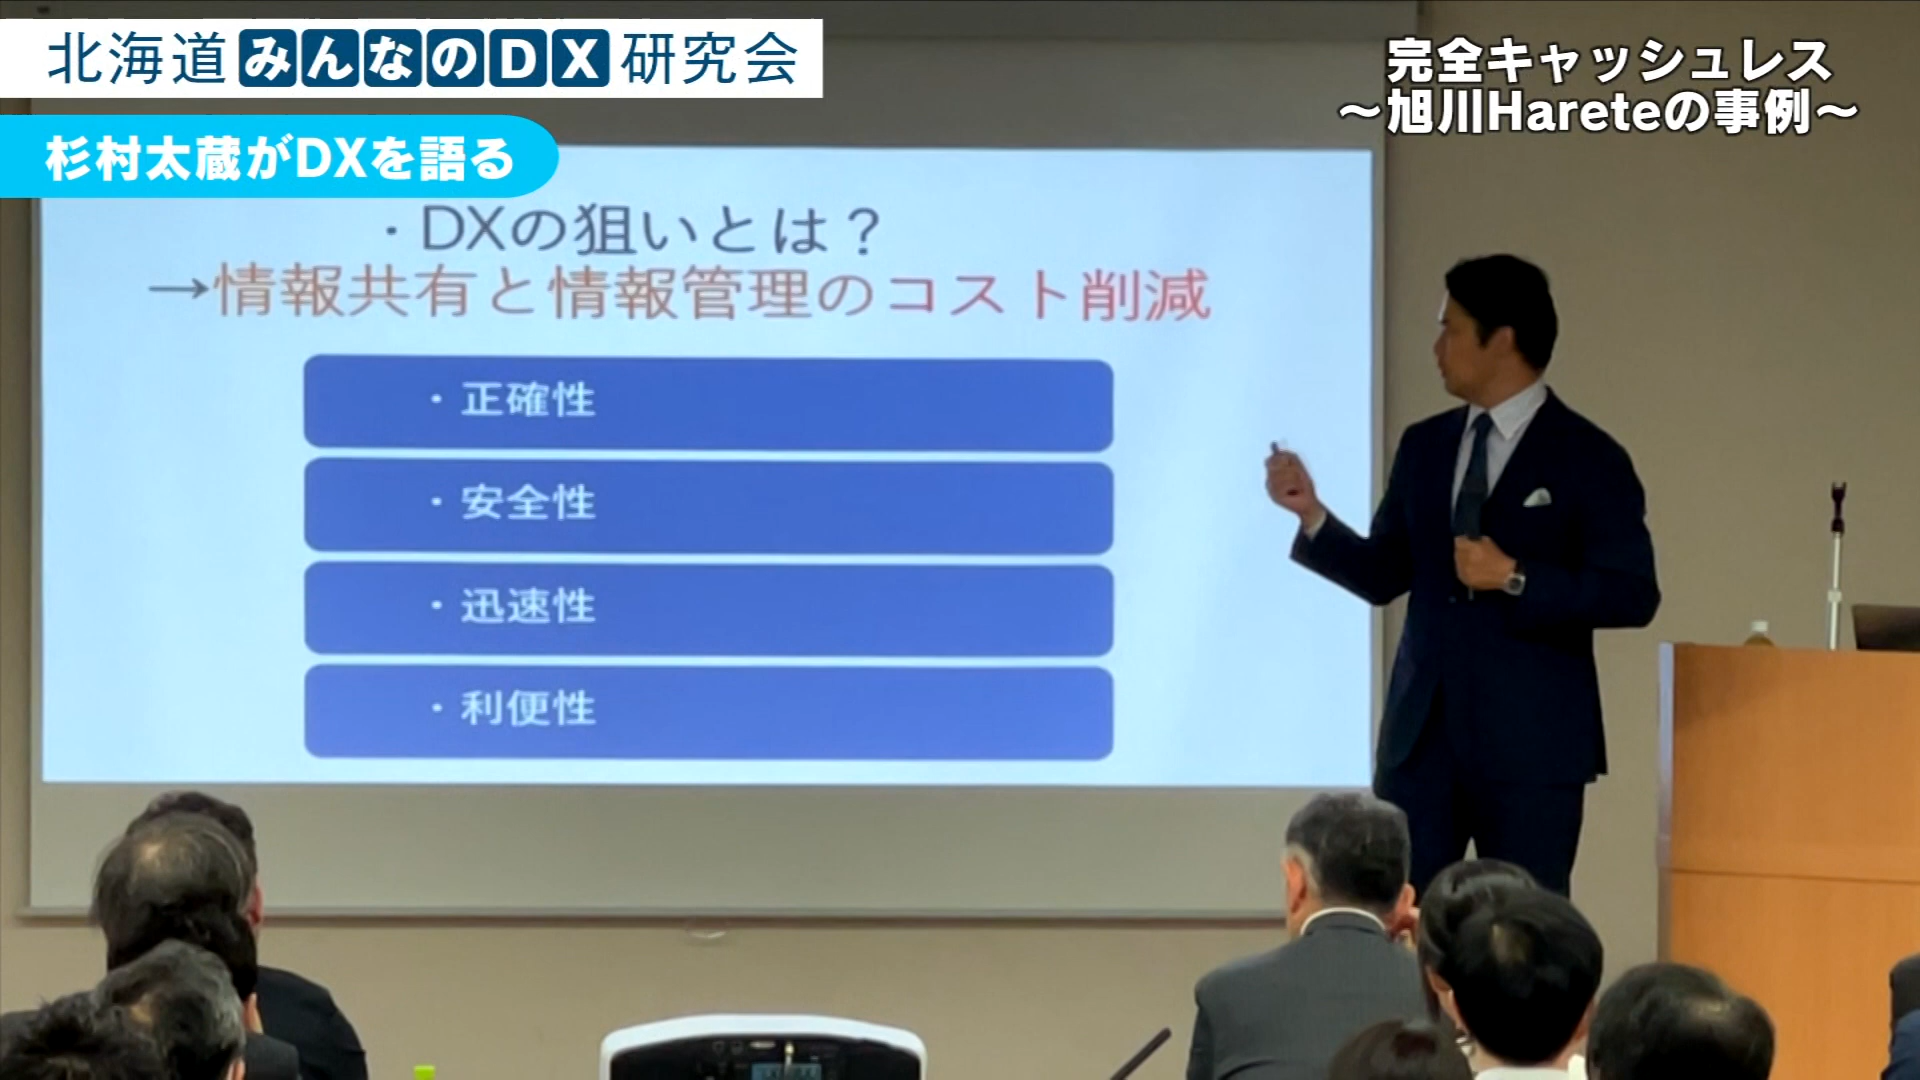 北海道みんなのDX研究会
完全キャッシュレス
～旭川Hareteの事例～
杉村太蔵がDXを語る
・DXの狙いとは？
→情報共有と情報管理のコスト削減
・正確性
・安全性
・迅速性
・利便性